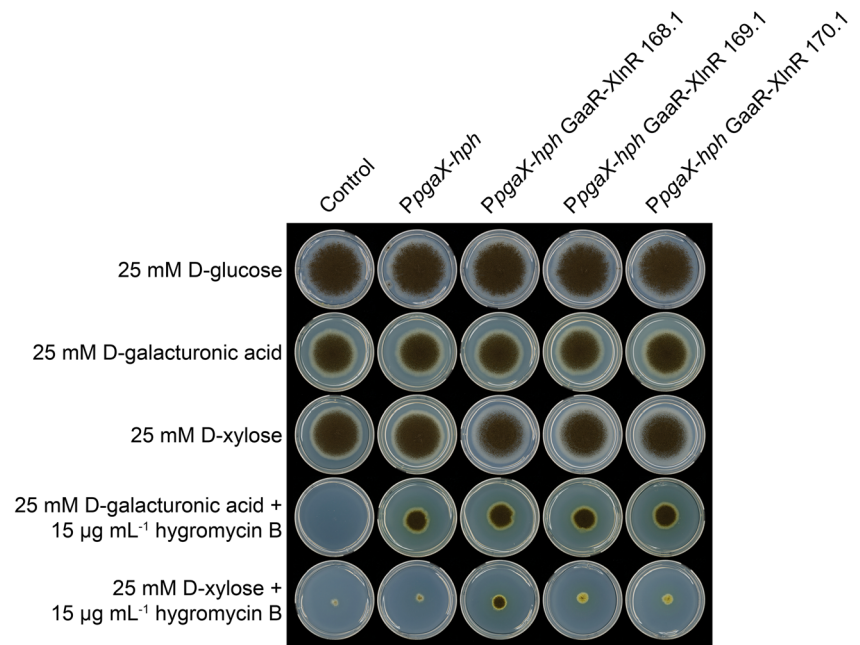 Control
PpgaX-hph
PpgaX-hph GaaR-XlnR 168.1
PpgaX-hph GaaR-XlnR 169.1
PpgaX-hph GaaR-XlnR 170.1
25 mM D-glucose
25 mM D-galacturonic acid
25 mM D-xylose
25 mM D-galacturonic acid +
15 µg mL⁻¹ hygromycin B
25 mM D-xylose +
15 µg mL⁻¹ hygromycin B